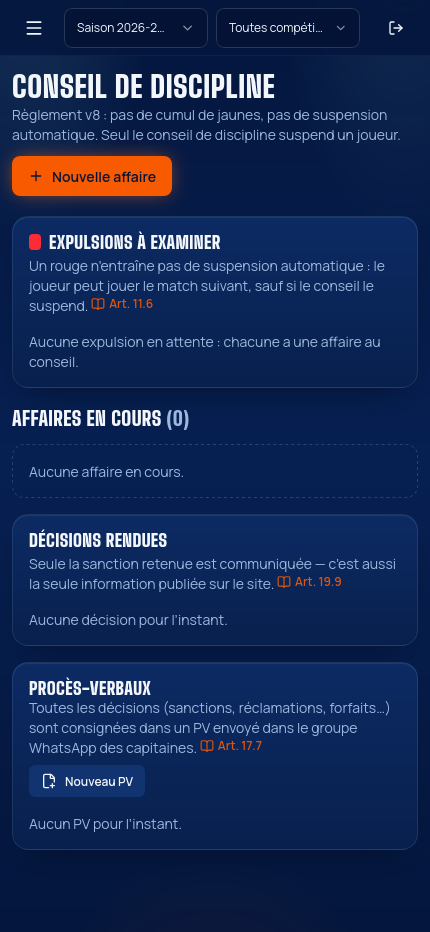 Saison 2026-2...
Toutes compéti...
CONSEIL DE DISCIPLINE
Règlement v8 : pas de cumul de jaunes, pas de suspension
automatique. Seul le conseil de discipline suspend un joueur.
Nouvelle affaire
EXPULSIONS À EXAMINER
Un rouge n'entraîne pas de suspension automatique : le
joueur peut jouer le match suivant, sauf si le conseil le
suspend. Art. 11.6
Aucune expulsion en attente : chacune a une affaire au
conseil.
AFFAIRES EN COURS (0)
Aucune affaire en cours.
DÉCISIONS RENDUES
Seule la sanction retenue est communiquée — c'est aussi
la seule information publiée sur le site. Art. 19.9
Aucune décision pour l'instant.
PROCÈS-VERBAUX
Toutes les décisions (sanctions, réclamations, forfaits…)
sont consignées dans un PV envoyé dans le groupe
WhatsApp des capitaines. Art. 17.7
Nouveau PV
Aucun PV pour l'instant.